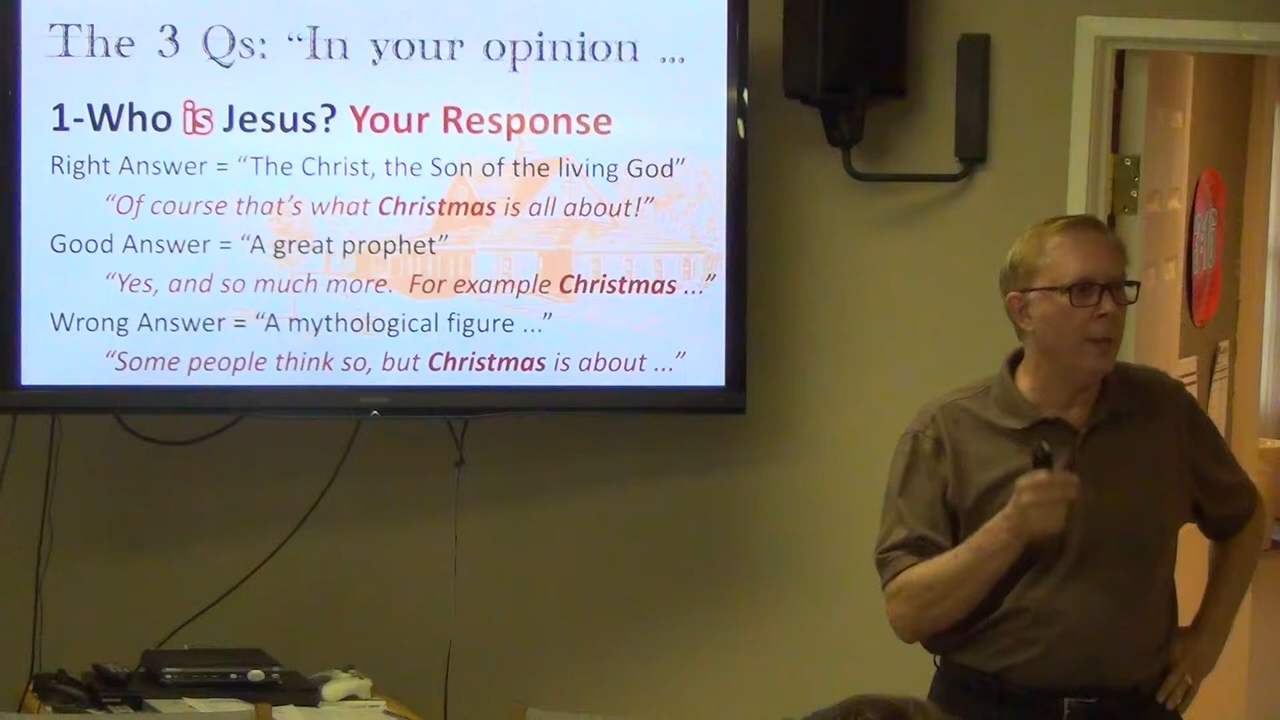 The 3 Qs: “In your opinion ...
1-Who is Jesus? Your Response
Right Answer = “The Christ, the Son of the living God”
“Of course that’s what Christmas is all about!”
Good Answer = “A great prophet”
“Yes, and so much more. For example Christmas ...”
Wrong Answer = “A mythological figure ...”
“Some people think so, but Christmas is about ...”